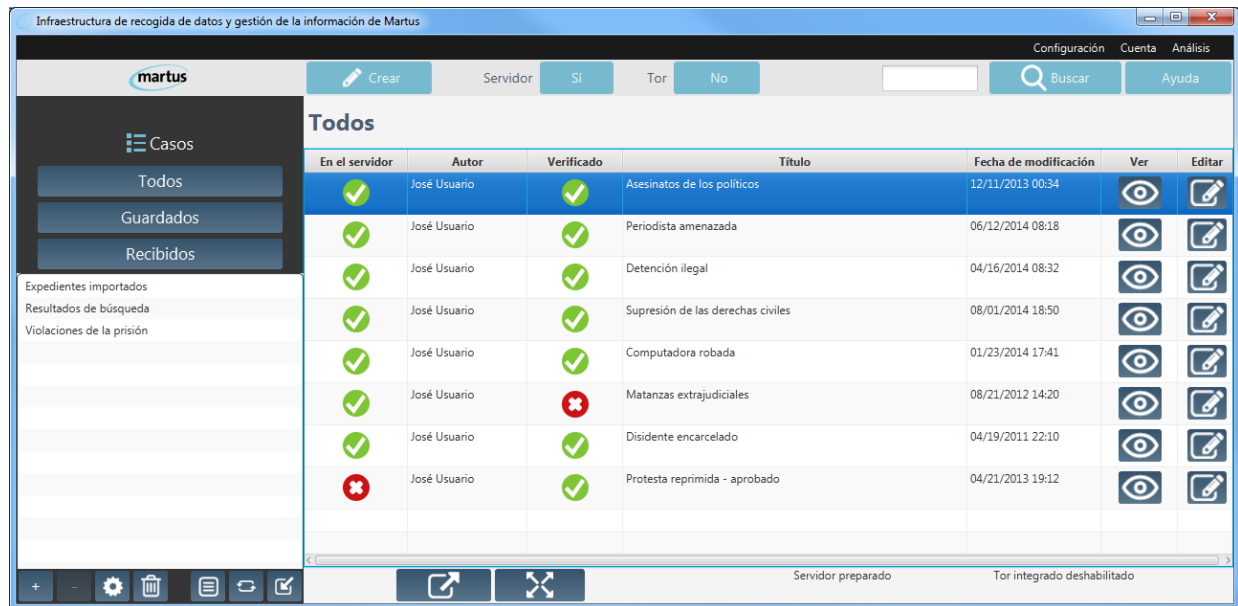 Infraestructura de recogida de datos y gestión de la información de Martus
Configuración Cuenta Análisis
martus Crear Servidor Sí Tor No Buscar Ayuda
Casos
Todos
Guardados
Recibidos
Expedientes importados
Resultados de búsqueda
Violaciones de la prisión
Todos
En el servidor Autor Verificado Título Fecha de modificación Ver Editar
José Usuario Asesinatos de los políticos 12/11/2013 00:34
José Usuario Periodista amenazada 06/12/2014 08:18
José Usuario Detención ilegal 04/16/2014 08:32
José Usuario Supresión de las derechas civiles 08/01/2014 18:50
José Usuario Computadora robada 01/23/2014 17:41
José Usuario Matanzas extrajudiciales 08/21/2012 14:20
José Usuario Disidente encarcelado 04/19/2011 22:10
José Usuario Protesta reprimida - aprobado 04/21/2013 19:12
+ -
Servidor preparado Tor integrado deshabilitado